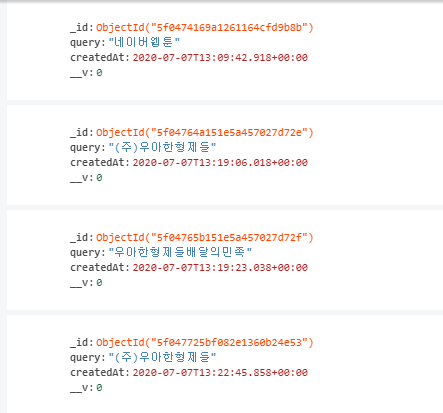 _id: ObjectId("5f0474169a1261164cfd9b8b")
query: "네이버웹툰"
createdAt: 2020-07-07T13:09:42.918+00:00
__v: 0
_id: ObjectId("5f04764a151e5a457027d72e")
query: "(주)우아한형제들"
createdAt: 2020-07-07T13:19:06.018+00:00
__v: 0
_id: ObjectId("5f04765b151e5a457027d72f")
query: "우아한형제들배달의민족"
createdAt: 2020-07-07T13:19:23.038+00:00
__v: 0
_id: ObjectId("5f047725bf082e1360b24e53")
query: "(주)우아한형제들"
createdAt: 2020-07-07T13:22:45.858+00:00
__v: 0